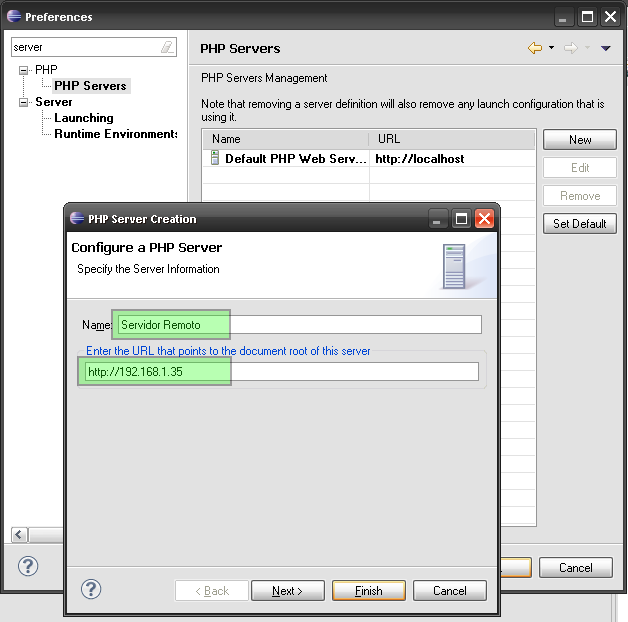 Preferences
server
PHP
PHP Servers
Server
Launching
Runtime Environments
PHP Servers
PHP Servers Management
Note that removing a server definition will also remove any launch configuration that is
using it.
Name URL
Default PHP Web Serv... http://localhost
New
Edit
Remove
Set Default
PHP Server Creation
Configure a PHP Server
Specify the Server Information
Name: Servidor Remoto
Enter the URL that points to the document root of this server
http://192.168.1.35
< Back
Next >
Finish
Cancel
Cancel